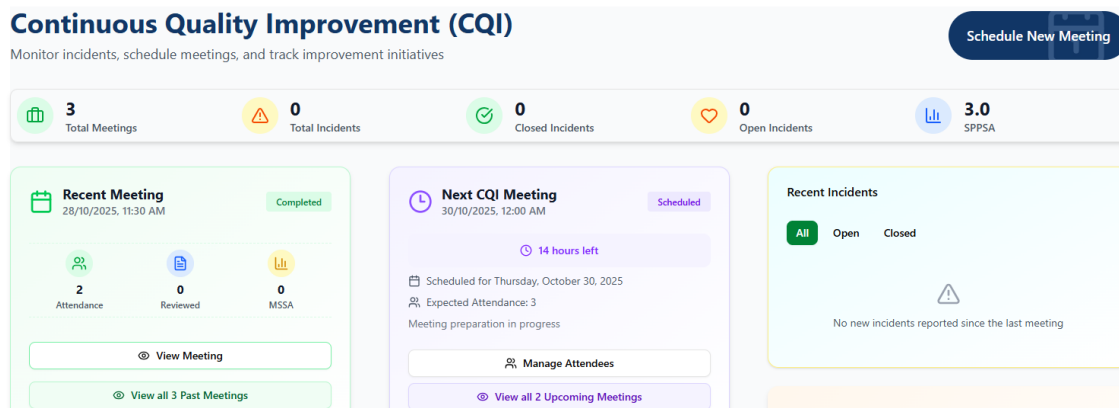 Continuous Quality Improvement (CQI)
Monitor incidents, schedule meetings, and track improvement initiatives
Schedule New Meeting
3
Total Meetings
0
Total Incidents
0
Closed Incidents
0
Open Incidents
3.0
SPPSA
Recent Meeting
28/10/2025, 11:30 AM
Completed
2
Attendance
0
Reviewed
0
MSSA
View Meeting
View all 3 Past Meetings
Next CQI Meeting
30/10/2025, 12:00 AM
Scheduled
14 hours left
Scheduled for Thursday, October 30, 2025
Expected Attendance: 3
Meeting preparation in progress
Manage Attendees
View all 2 Upcoming Meetings
Recent Incidents
All Open Closed
No new incidents reported since the last meeting